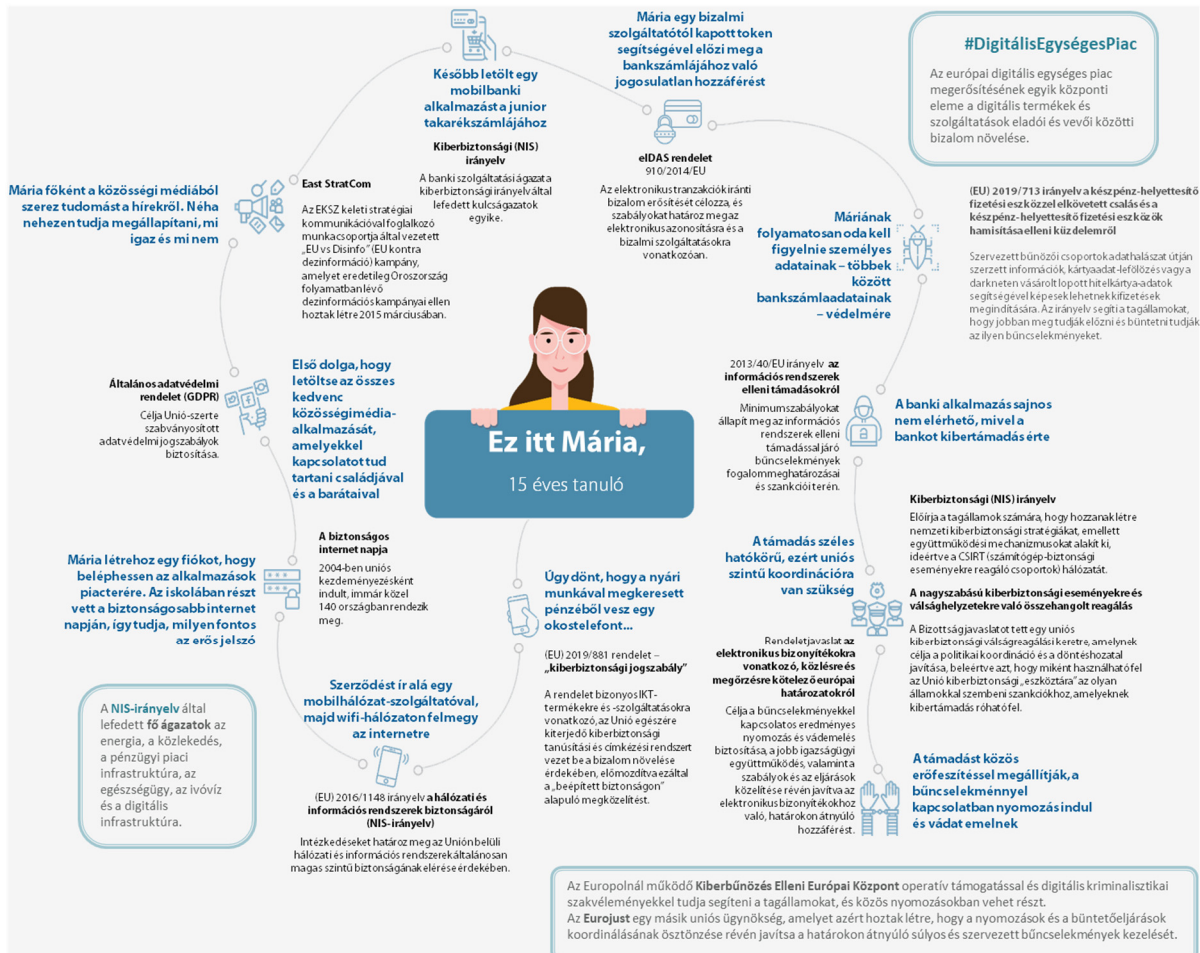 Ez itt Mária,
15 éves tanuló
Úgy dönt, hogy a nyári
munkával megkeresett
pénzéből vesz egy
okostelefont...
(EU) 2019/881 rendelet –
„kiberbiztonsági jogszabály”
A rendelet bizonyos IKT-
termékekre és -szolgáltatásokra
vonatkozó, az Unió egészére
kiterjedő kiberbiztonsági
tanúsítási és címkézési rendszert
vezet be a bizalom növelése
érdekében, előmozdítva ezáltal
a „beépített biztonságon”
alapuló megközelítést.
Szerződést ír alá egy
mobilhálózat-szolgáltatóval,
majd wifi-hálózaton felmegy
az internetre
(EU) 2016/1148 irányelv a hálózati és
információs rendszerek biztonságáról
(NIS-irányelv)
Intézkedéseket határoz meg az Unión belüli
hálózati és információs rendszerek általánosan
magas szintű biztonságának elérése érdekében.
A NIS-irányelv által
lefedett fő ágazatok az
energia, a közlekedés,
a pénzügyi piaci
infrastruktúra, az
egészségügy, az ivóvíz
és a digitális
infrastruktúra.
Mária létrehoz egy fiókot, hogy
beléphessen az alkalmazások
piacterére. Az iskolában részt
vett a biztonságosabb internet
napján, így tudja, milyen fontos
az erős jelszó
A biztonságos
internet napja
2004-ben uniós
kezdeményezésként
indult, immár közel
140 országban rendezik
meg.
Első dolga, hogy
letöltse az összes
kedvenc
közösségimédia-
alkalmazását,
amelyekkel
kapcsolatot tud
tartani családjával
és a barátaival
Általános adatvédelmi
rendelet (GDPR)
Célja Unió-szerte
szabványosított
adatvédelmi jogszabályok
biztosítása.
Mária főként a közösségi médiából
szerez tudomást a hírekről. Néha
nehezen tudja megállapítani, mi
igaz és mi nem
East StratCom
Az EKSZ keleti stratégiai
kommunikációval foglalkozó
munkacsoportja által vezetett
„EU vs Disinfo” (EU kontra
dezinformáció) kampány,
amelyet eredetileg Oroszország
folyamatban lévő
dezinformációs kampányai ellen
hoztak létre 2015 márciusában.
Később letölt egy
mobilbanki
alkalmazást a junior
takarékszámlájához
Kiberbiztonsági (NIS)
irányelv
A banki szolgáltatási ágazat a
kiberbiztonsági irányelv által
lefedett kulcságazatok
egyike.
Mária egy bizalmi
szolgáltatótól kapott token
segítségével előzi meg a
bankszámlájához való
jogosulatlan hozzáférést
eIDAS rendelet
910/2014/EU
Az elektronikus tranzakciók iránti
bizalom erősítését célozza, és
szabályokat határoz meg az
elektronikus azonosításra és a
bizalmi szolgáltatásokra
vonatkozóan.
#DigitálisEgységesPiac
Az európai digitális egységes piac
megerősítésének egyik központi
eleme a digitális termékek és
szolgáltatások eladói és vevői közötti
bizalom növelése.
Máriának
folyamatosan oda kell
figyelnie személyes
adatainak – többek
között
bankszámlaadatainak
– védelmére
(EU) 2019/713 irányelv a készpénz-helyettesítő
fizetési eszközzel elkövetett csalás és a
készpénz-helyettesítő fizetési eszközök
hamisítása elleni küzdelemről
Szervezett bűnözői csoportok adathalászat útján
szerzett információk, kártyaadat-lefölözés vagy a
darkneten vásárolt lopott hitelkártya-adatok
segítségével képesek lehetnek kifizetések
megindítására. Az irányelv segíti a tagállamokat,
hogy jobban meg tudják előzni és büntetni tudják
az ilyen bűncselekményeket.
2013/40/EU irányelv az
információs rendszerek
elleni támadásokról
Minimumszabályokat
állapít meg az információs
rendszerek elleni
támadással járó
bűncselekmények
fogalommeghatározásai
és szankciói terén.
A banki alkalmazás sajnos
nem elérhető, mivel a
bankot kibertámadás érte
Kiberbiztonsági (NIS) irányelv
Előírja a tagállamok számára, hogy hozzanak létre
nemzeti kiberbiztonsági stratégiákat, emellett
együttműködési mechanizmusokat alakít ki,
ideértve a CSIRT (számítógép-biztonsági
eseményekre reagáló csoportok) hálózatát.
A támadás széles
hatókörű, ezért uniós
szintű koordinációra
van szükség
A nagyszabású kiberbiztonsági eseményekre és
válsághelyzetekre való összehangolt reagálás
A Bizottság javaslatot tett egy uniós
kiberbiztonsági válságreagálási keretre, amelynek
célja a politikai koordináció és a döntéshozatal
javítása, beleértve azt, hogy miként használható fel
az Unió kiberbiztonsági „eszköztára” az olyan
államokkal szembeni szankciókhoz, amelyeknek
kibertámadás róható fel.
Rendeletjavaslat az
elektronikus bizonyítékokra
vonatkozó, közlésre és
megőrzésre kötelező európai
határozatokról
Célja a bűncselekményekkel
kapcsolatos eredményes
nyomozás és vádemelés
biztosítása, a jobb igazságügyi
együttműködés, valamint a
szabályok és az eljárások
közelítése révén javítva az
elektronikus bizonyítékokhoz
való, határokon átnyúló
hozzáférést.
A támadást közös
erőfeszítéssel megállítják, a
bűncselekménnyel
kapcsolatban nyomozás indul
és vádat emelnek
Az Europolnál működő Kiberbűnözés Elleni Európai Központ operatív támogatással és digitális kriminalisztikai
szakvéleményekkel tudja segíteni a tagállamokat, és közös nyomozásokban vehet részt.
Az Eurojust egy másik uniós ügynökség, amelyet azért hoztak létre, hogy a nyomozások és a büntetőeljárások
koordinálásának ösztönzése révén javítsa a határokon átnyúló súlyos és szervezett bűncselekmények kezelését.